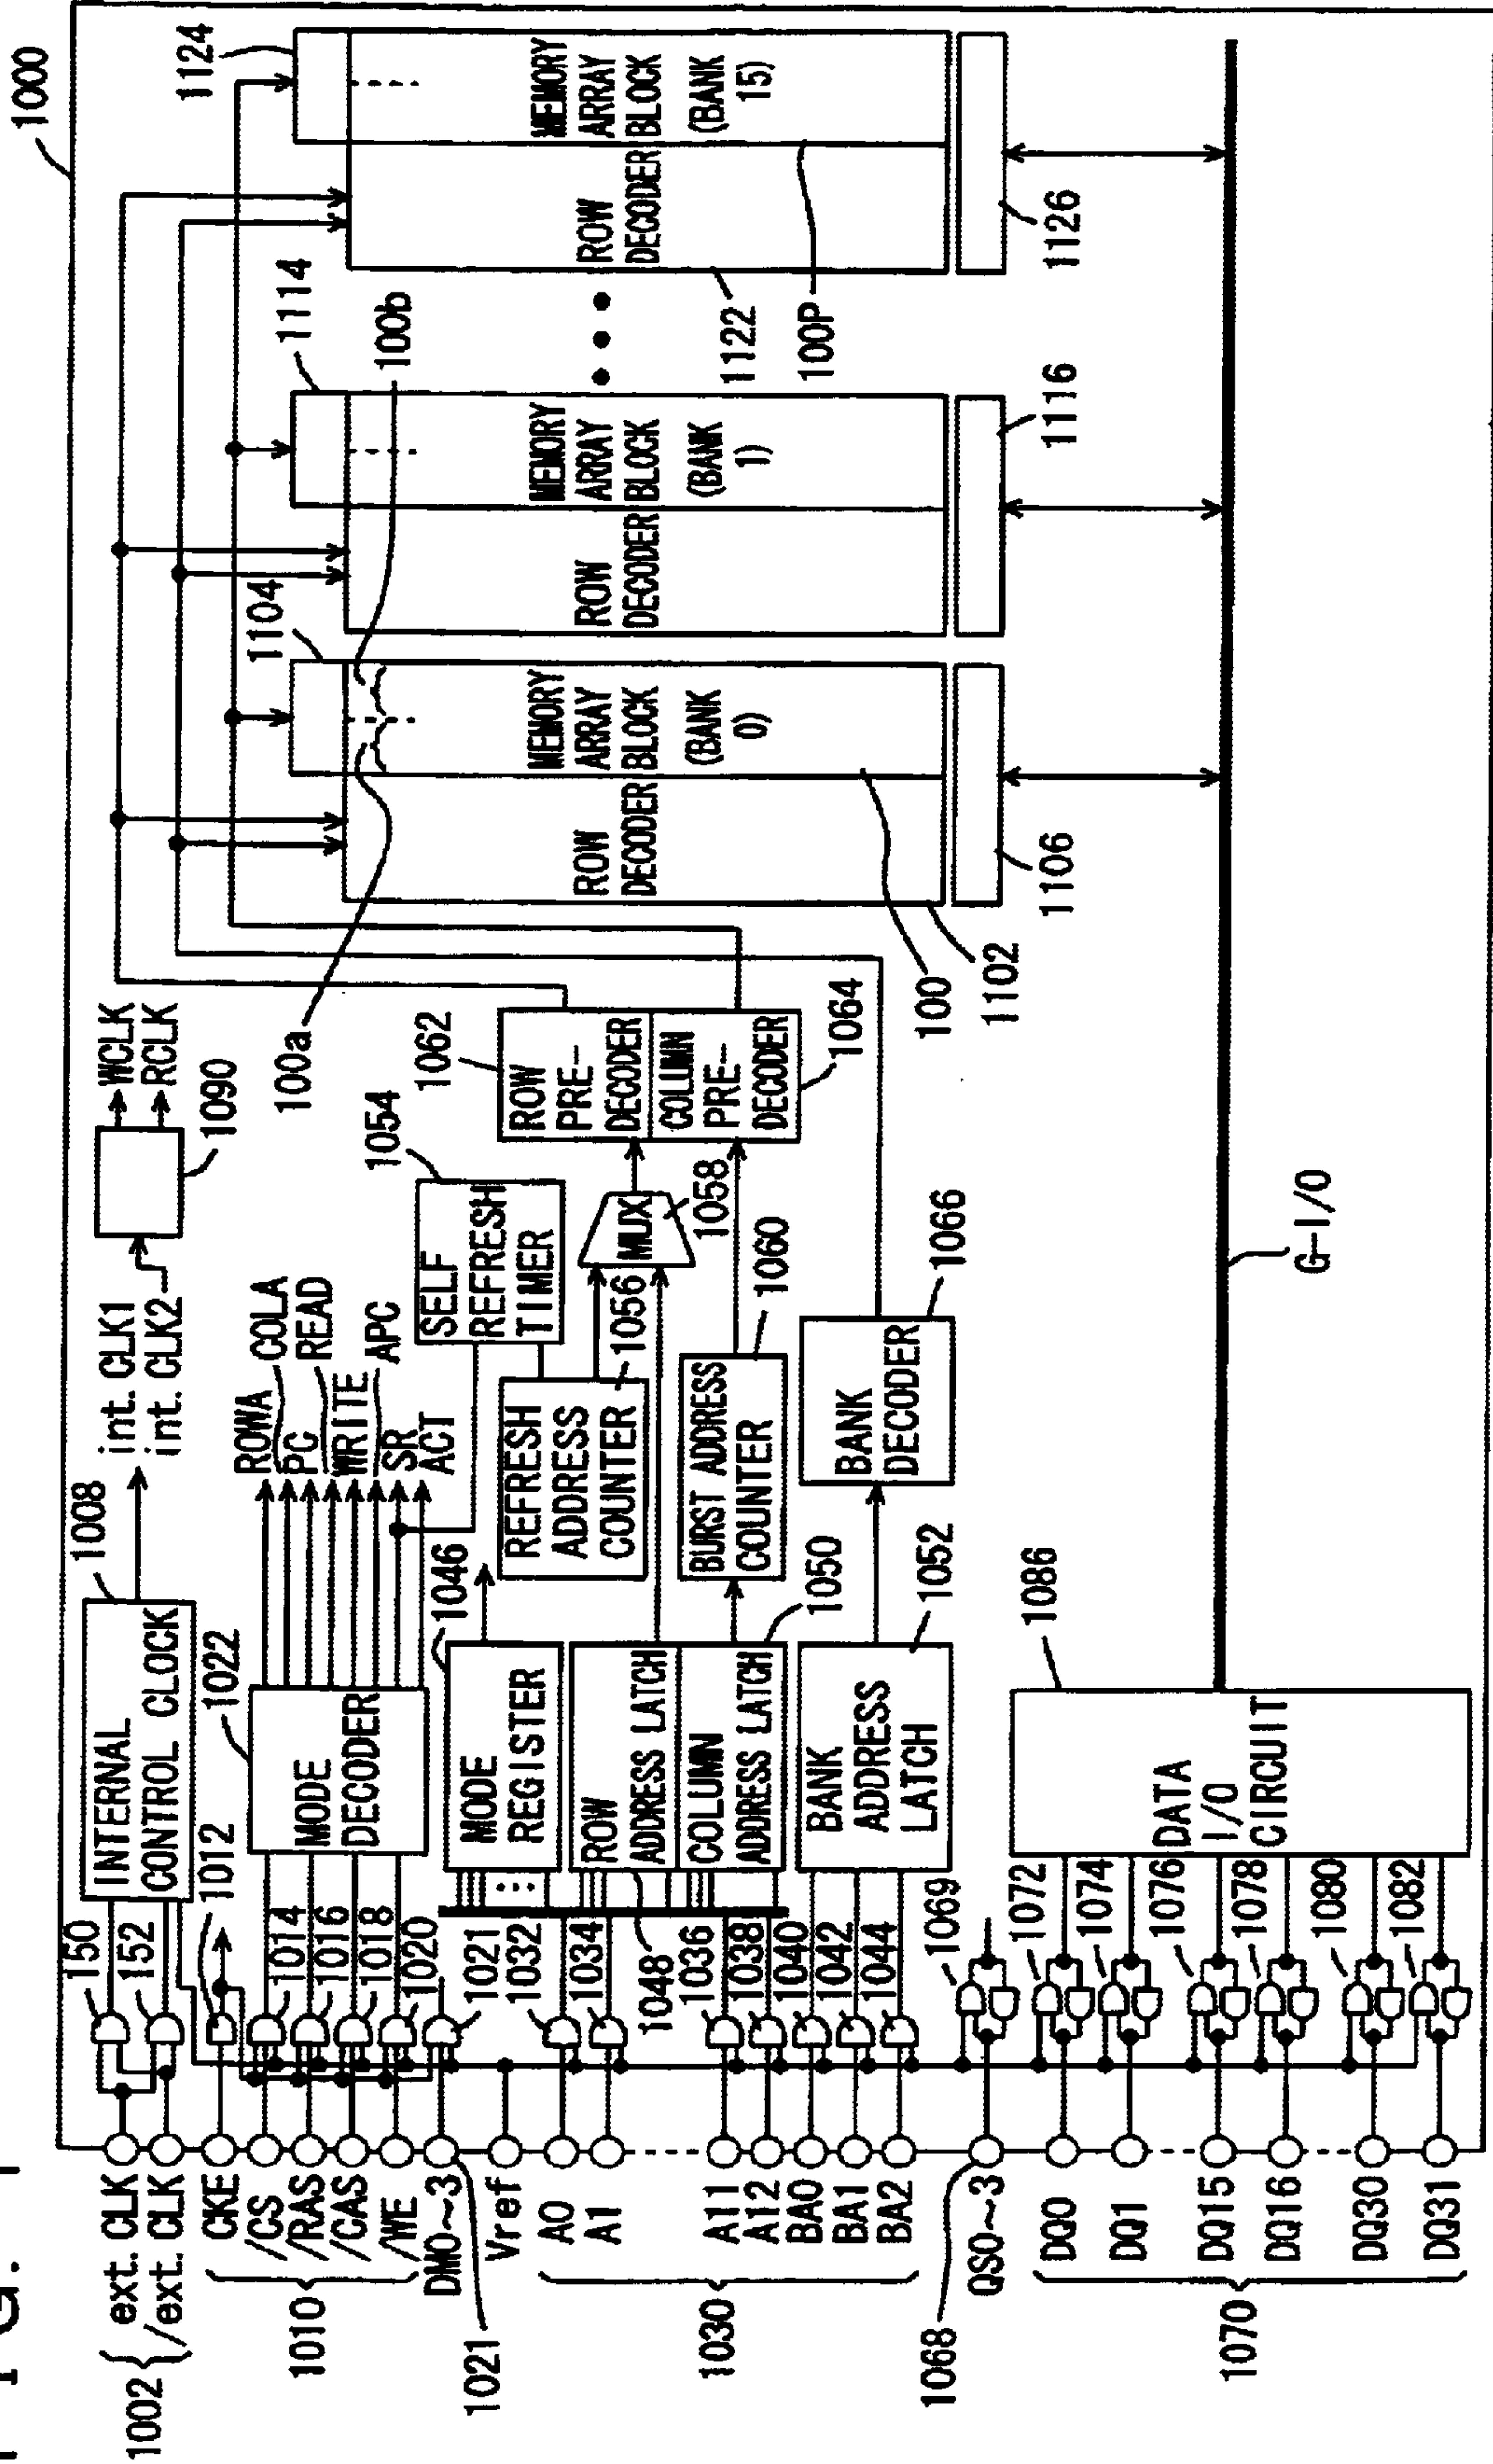 1000
1002
ext. CLK
/ext. CLK
CKE
/CS
/RAS
/CAS
/WE
1010
DM0~3
1021
Vref
A0
A1
A11
A12
BA0
BA1
BA2
1030
QS0~3
1068
DQ0
DQ1
DQ15
DQ16
DQ30
DQ31
1070
150
152
1012
1014
1016
1018
1020
1021
1032
1034
1048
1036
1038
1040
1042
1044
1069
1072
1074
1076
1078
1080
1082
INTERNAL
CONTROL CLOCK
1008
MODE
DECODER
1022
MODE
REGISTER
1046
ROW
ADDRESS LATCH
COLUMN
ADDRESS LATCH
1050
BANK
ADDRESS
LATCH
1052
DATA
I/O
CIRCUIT
1086
int. CLK1
int. CLK2
1090
WCLK
RCLK
ROWA
COLA
PC
READ
WRITE
APC
SR
ACT
SELF
REFRESH
TIMER
1054
REFRESH
ADDRESS
COUNTER
1056
MUX
1058
BURST ADDRESS
COUNTER
1060
BANK
DECODER
1066
ROW
PRE-
DECODER
1062
COLUMN
PRE-
DECODER
1064
G-I/O
100a
100b
1104
ROW
DECODER
MEMORY
ARRAY
BLOCK
(BANK
0)
100
1102
1106
1114
ROW
DECODER
MEMORY
ARRAY
BLOCK
(BANK
1)
1116
1124
ROW
DECODER
MEMORY
ARRAY
BLOCK
(BANK
15)
1122
100P
1126